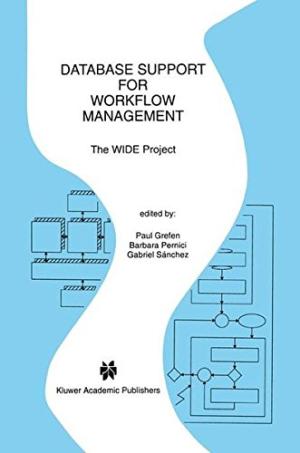 DATABASE SUPPORT
FOR
WORKFLOW
MANAGEMENT
The WIDE Project
edited by:
Paul Grefen
Barbara Pernici
Gabriel Sánchez
Kluwer Academic Publishers